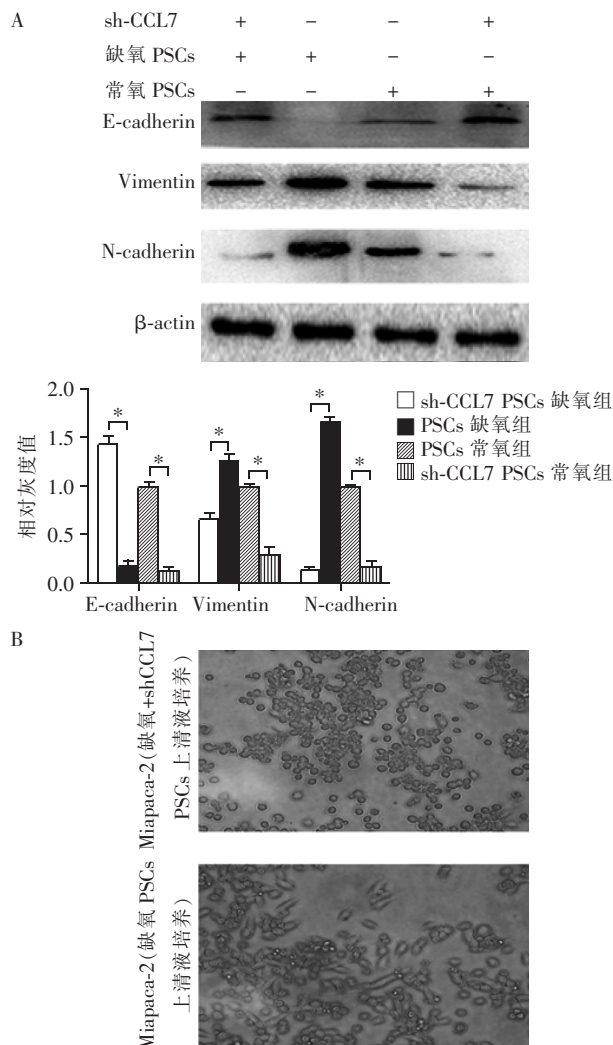 A
sh-CCL7 + － － +
缺氧 PSCs + + － －
常氧 PSCs － － + +
E-cadherin
Vimentin
N-cadherin
β-actin
相对灰度值
2.0
1.5
1.0
0.5
0.0
* * * * * *
E-cadherin Vimentin N-cadherin
sh-CCL7 PSCs 缺氧组
PSCs 缺氧组
PSCs 常氧组
sh-CCL7 PSCs 常氧组
B
Miapaca-2(缺氧+shCCL7
PSCs 上清液培养)
Miapaca-2(缺氧 PSCs
上清液培养)